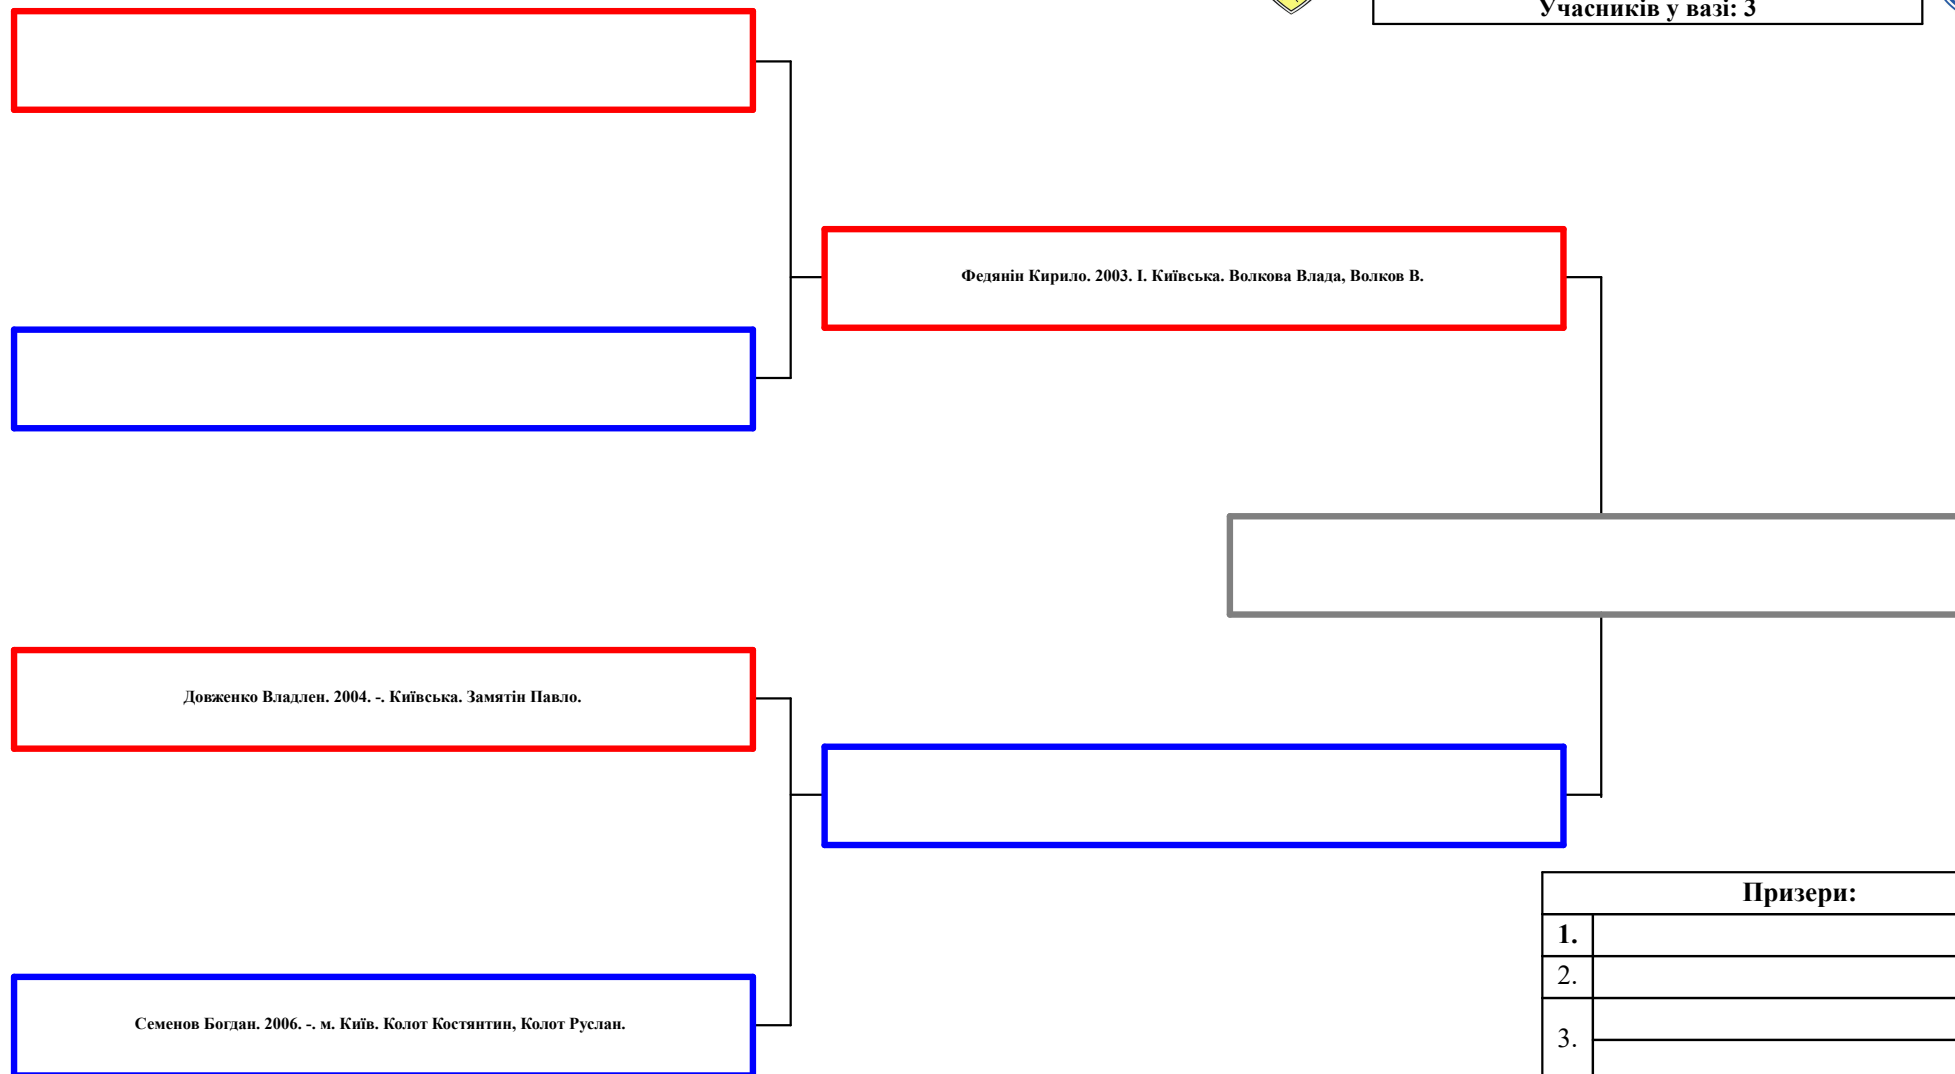 Учасників у вазі: 3
Федянін Кирило. 2003. I. Київська. Волкова Влада, Волков В.
Довженко Владлен. 2004. -. Київська. Замятін Павло.
Семенов Богдан. 2006. -. м. Київ. Колот Костянтин, Колот Руслан.
Призери:
1.
2.
3.